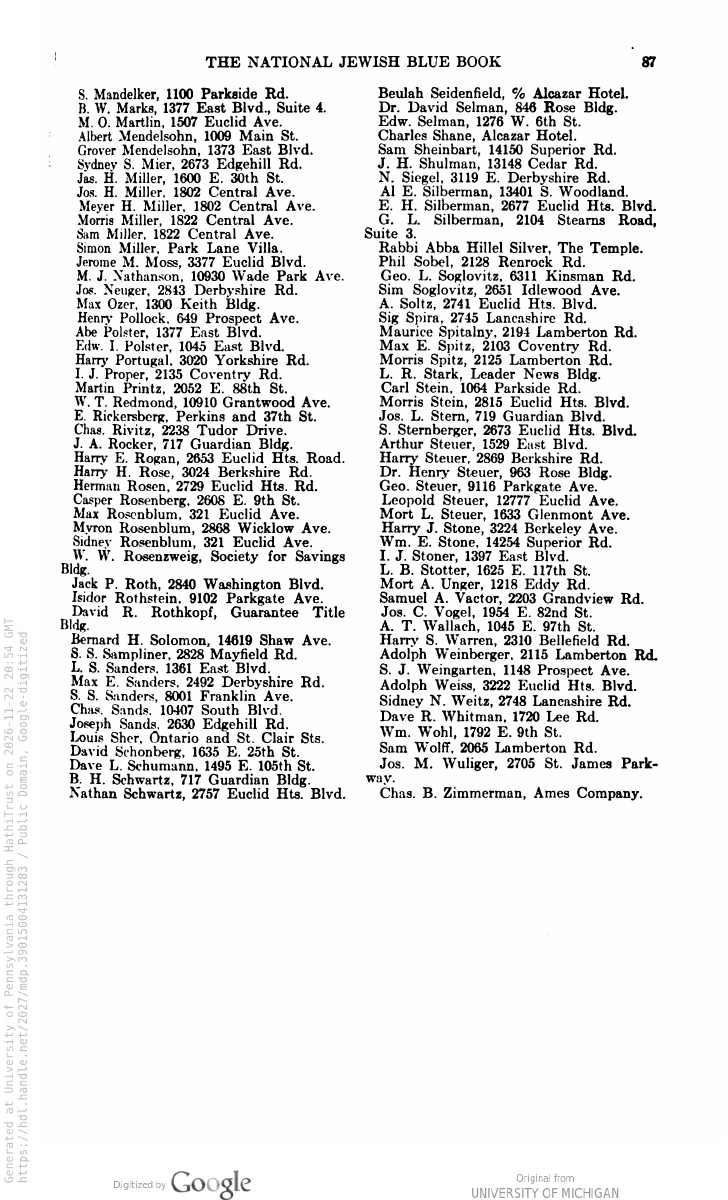 THE NATIONAL JEWISH BLUE BOOK 87
S. Mandelker, 1100 Parkside Rd.
B. W. Marks, 1377 East Blvd., Suite 4.
M. O. Martlin, 1507 Euclid Ave.
Albert Mendelsohn, 1009 Main St.
Grover Mendelsohn, 1373 East Blvd.
Sydney S. Mier, 2673 Edgehill Rd.
Jas. H. Miller, 1600 E. 30th St.
Jos. H. Miller, 1802 Central Ave.
Meyer H. Miller, 1802 Central Ave.
Morris Miller, 1822 Central Ave.
Sam Miller, 1822 Central Ave.
Simon Miller, Park Lane Villa.
Jerome M. Moss, 3377 Euclid Blvd.
M. J. Nathanson, 10930 Wade Park Ave.
Jos. Neuger, 2843 Derbyshire Rd.
Max Ozer, 1300 Keith Bldg.
Henry Pollock, 649 Prospect Ave.
Abe Polster, 1377 East Blvd.
Edw. I. Polster, 1045 East Blvd.
Harry Portugal, 3020 Yorkshire Rd.
I. J. Proper, 2135 Coventry Rd.
Martin Printz, 2052 E. 88th St.
W. T. Redmond, 10910 Grantwood Ave.
E. Rickersberg, Perkins and 37th St.
Chas. Rivitz, 2238 Tudor Drive.
J. A. Rocker, 717 Guardian Bldg.
Harry E. Rogan, 2653 Euclid Hts. Road.
Harry H. Rose, 3024 Berkshire Rd.
Herman Rosen, 2729 Euclid Hts. Rd.
Casper Rosenberg, 2608 E. 9th St.
Max Rosenblum, 321 Euclid Ave.
Myron Rosenblum, 2868 Wicklow Ave.
Sidney Rosenblum, 321 Euclid Ave.
W. W. Rosenzweig, Society for Savings
Bldg.
Jack P. Roth, 2840 Washington Blvd.
Isidor Rothstein, 9102 Parkgate Ave.
David R. Rothkopf, Guarantee Title
Bldg.
Bernard H. Solomon, 14619 Shaw Ave.
S. S. Sampliner, 2828 Mayfield Rd.
L. S. Sanders, 1361 East Blvd.
Max E. Sanders, 2492 Derbyshire Rd.
S. S. Sanders, 8001 Franklin Ave.
Chas. Sands, 10407 South Blvd.
Joseph Sands, 2630 Edgehill Rd.
Louis Sher, Ontario and St. Clair Sts.
David Schonberg, 1635 E. 25th St.
Dave L. Schumann, 1495 E. 105th St.
B. H. Schwartz, 717 Guardian Bldg.
Nathan Schwartz, 2757 Euclid Hts. Blvd.
Beulah Seidenfield, % Alcazar Hotel.
Dr. David Selman, 846 Rose Bldg.
Edw. Selman, 1276 W. 6th St.
Charles Shane, Alcazar Hotel.
Sam Sheinbart, 14150 Superior Rd.
J. H. Shulman, 13148 Cedar Rd.
N. Siegel, 3119 E. Derbyshire Rd.
Al E. Silberman, 13401 S. Woodland.
E. H. Silberman, 2677 Euclid Hts. Blvd.
G. L. Silberman, 2104 Stearns Road,
Suite 3.
Rabbi Abba Hillel Silver, The Temple.
Phil Sobel, 2128 Renrock Rd.
Geo. L. Soglovitz, 6311 Kinsman Rd.
Sim Soglovitz, 2651 Idlewood Ave.
A. Soltz, 2741 Euclid Hts. Blvd.
Sig Spira, 2745 Lancashire Rd.
Maurice Spitalny, 2194 Lamberton Rd.
Max E. Spitz, 2103 Coventry Rd.
Morris Spitz, 2125 Lamberton Rd.
L. R. Stark, Leader News Bldg.
Carl Stein, 1064 Parkside Rd.
Morris Stein, 2815 Euclid Hts. Blvd.
Jos. L. Stern, 719 Guardian Blvd.
S. Sternberger, 2673 Euclid Hts. Blvd.
Arthur Steuer, 1529 East Blvd.
Harry Steuer, 2869 Berkshire Rd.
Dr. Henry Steuer, 963 Rose Bldg.
Geo. Steuer, 9116 Parkgate Ave.
Leopold Steuer, 12777 Euclid Ave.
Mort L. Steuer, 1633 Glenmont Ave.
Harry J. Stone, 3224 Berkeley Ave.
Wm. E. Stone, 14254 Superior Rd.
I. J. Stoner, 1397 East Blvd.
L. B. Stotter, 1625 E. 117th St.
Mort A. Unger, 1218 Eddy Rd.
Samuel A. Vactor, 2203 Grandview Rd.
Jos. C. Vogel, 1954 E. 82nd St.
A. T. Wallach, 1045 E. 97th St.
Harry S. Warren, 2310 Bellefield Rd.
Adolph Weinberger, 2115 Lamberton Rd.
S. J. Weingarten, 1148 Prospect Ave.
Adolph Weiss, 3222 Euclid Hts. Blvd.
Sidney N. Weitz, 2748 Lancashire Rd.
Dave R. Whitman, 1720 Lee Rd.
Wm. Wohl, 1792 E. 9th St.
Sam Wolff, 2065 Lamberton Rd.
Jos. M. Wuliger, 2705 St. James Park-
way.
Chas. B. Zimmerman, Ames Company.
Generated at University of Pennsylvania through HathiTrust on 2026-11-22 20:54 GMT
https://hdl.handle.net/2027/mdp.39015004131283 / Public Domain, Google-digitized
Digitized by Google
Original from
UNIVERSITY OF MICHIGAN